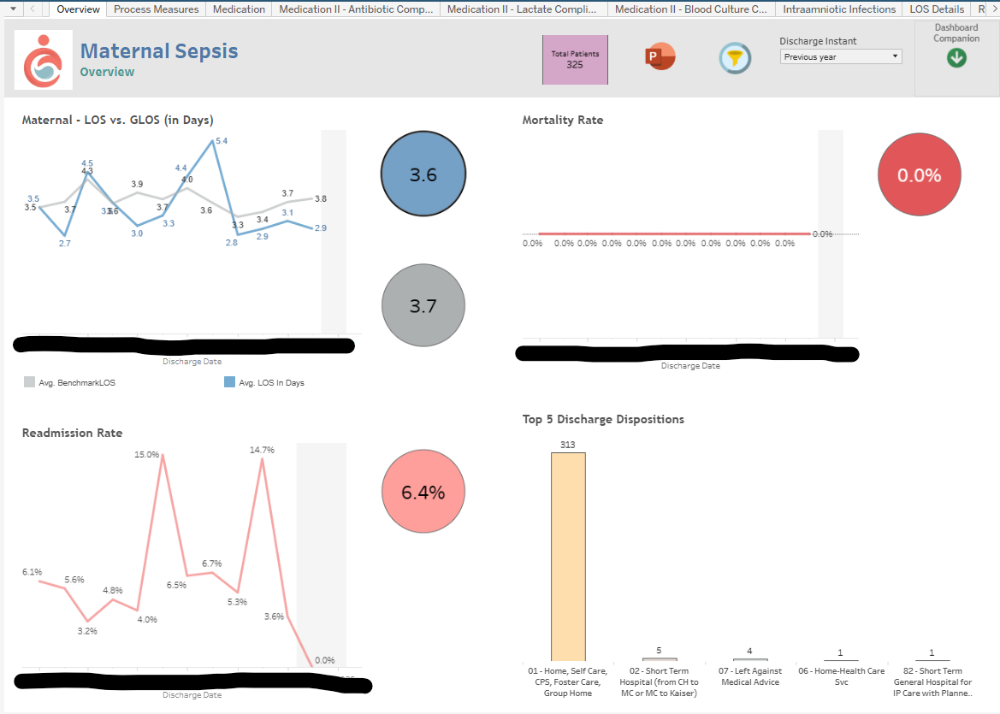 Overview
Process Measures
Medication
Medication II - Antibiotic Comp...
Medication II - Lactate Compli...
Medication II - Blood Culture C...
Intraamniotic Infections
LOS Details
R
Maternal Sepsis
Overview
Total Patients
325
P
Discharge Instant
Previous year
Dashboard
Companion
Maternal - LOS vs. GLOS (in Days)
5.4
4.5
4.3
4.4
4.0
3.9
3.5
3.5
3.7
3.6
3.7
3.6
3.7
3.8
3.3
3.4
3.1
2.7
3.0
3.3
2.8
2.9
2.9
3.6
3.7
Discharge Date
Avg. BenchmarkLOS
Avg. LOS In Days
Mortality Rate
0.0%
0.0%
0.0% 0.0% 0.0% 0.0% 0.0% 0.0% 0.0% 0.0% 0.0% 0.0%
Discharge Date
Readmission Rate
15.0%
14.7%
6.1%
5.6%
3.2%
4.8%
4.0%
6.5%
6.7%
5.3%
3.6%
0.0%
6.4%
Discharge Date
Top 5 Discharge Dispositions
313
5
4
1
1
01 - Home, Self Care,
CPS, Foster Care,
Group Home
02 - Short Term
Hospital (from CH to
MC or MC to Kaiser)
07 - Left Against
Medical Advice
06 - Home-Health Care
Svc
82 - Short Term
General Hospital for
IP Care with Planne..